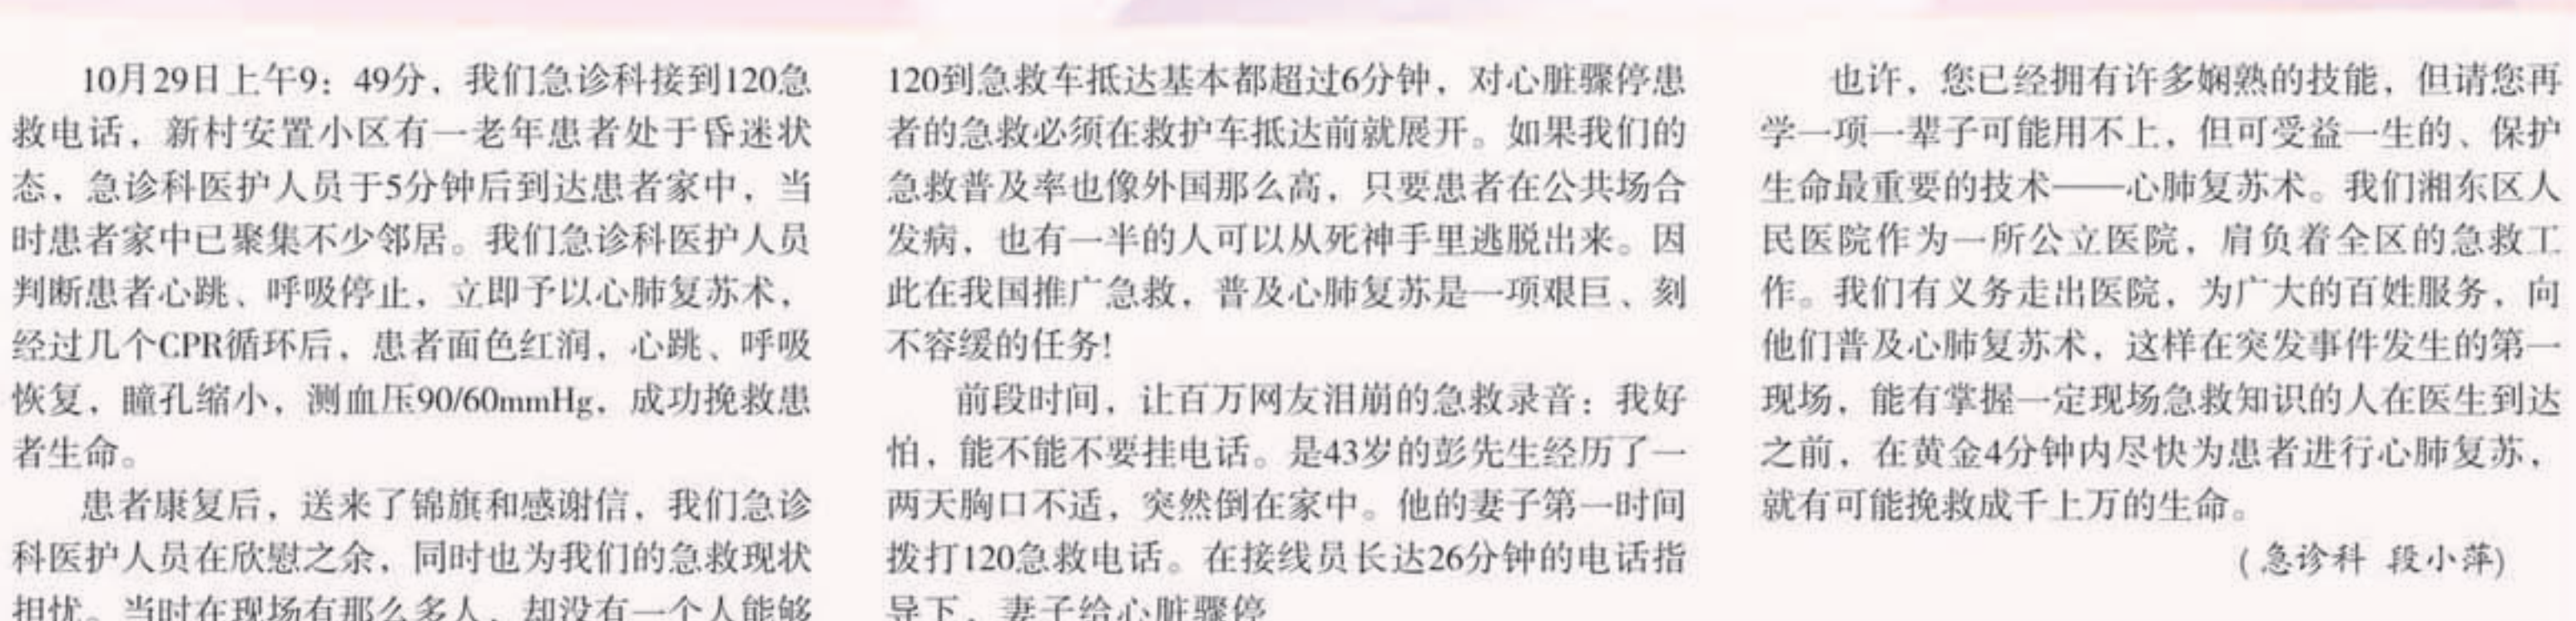 10月29日上午9：49分，我们急诊科接到120急
救电话，新村安置小区有一老年患者处于昏迷状
态，急诊科医护人员于5分钟后到达患者家中，当
时患者家中已聚集不少邻居。我们急诊科医护人员
判断患者心跳、呼吸停止，立即予以心肺复苏术，
经过几个CPR循环后，患者面色红润，心跳、呼吸
恢复，瞳孔缩小，测血压90/60mmHg，成功挽救患
者生命。
患者康复后，送来了锦旗和感谢信，我们急诊
科医护人员在欣慰之余，同时也为我们的急救现状
担忧。当时在现场有那么多人，却没有一个人能够
120到急救车抵达基本都超过6分钟，对心脏骤停患
者的急救必须在救护车抵达前就展开。如果我们的
急救普及率也像外国那么高，只要患者在公共场合
发病，也有一半的人可以从死神手里逃脱出来。因
此在我国推广急救，普及心肺复苏是一项艰巨、刻
不容缓的任务!
前段时间，让百万网友泪崩的急救录音：我好
怕，能不能不要挂电话。是43岁的彭先生经历了一
两天胸口不适，突然倒在家中。他的妻子第一时间
拨打120急救电话。在接线员长达26分钟的电话指
导下，妻子给心脏骤停
也许，您已经拥有许多娴熟的技能，但请您再
学一项一辈子可能用不上，但可受益一生的、保护
生命最重要的技术——心肺复苏术。我们湘东区人
民医院作为一所公立医院，肩负着全区的急救工
作。我们有义务走出医院，为广大的百姓服务，向
他们普及心肺复苏术，这样在突发事件发生的第一
现场，能有掌握一定现场急救知识的人在医生到达
之前，在黄金4分钟内尽快为患者进行心肺复苏，
就有可能挽救成千上万的生命。
(急诊科 段小萍)